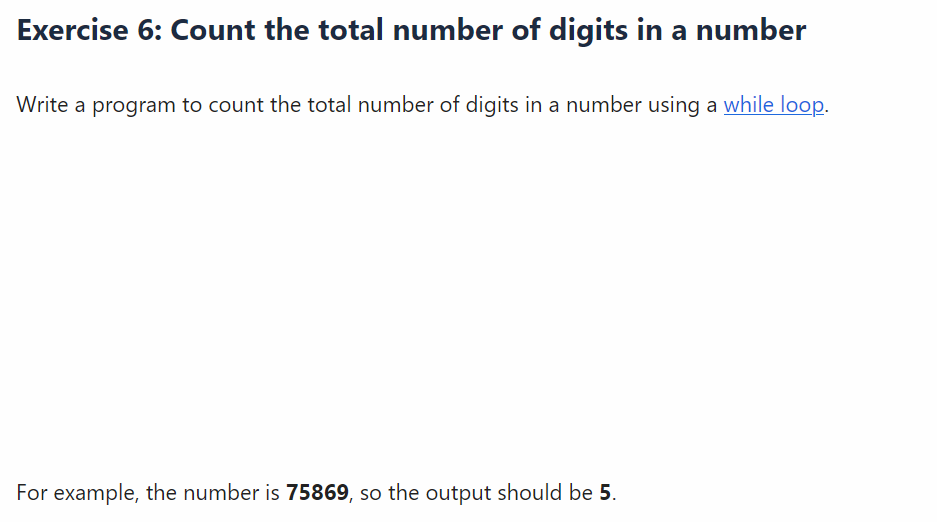 Exercise 6: Count the total number of digits in a number
Write a program to count the total number of digits in a number using a while loop.
For example, the number is 75869, so the output should be 5.